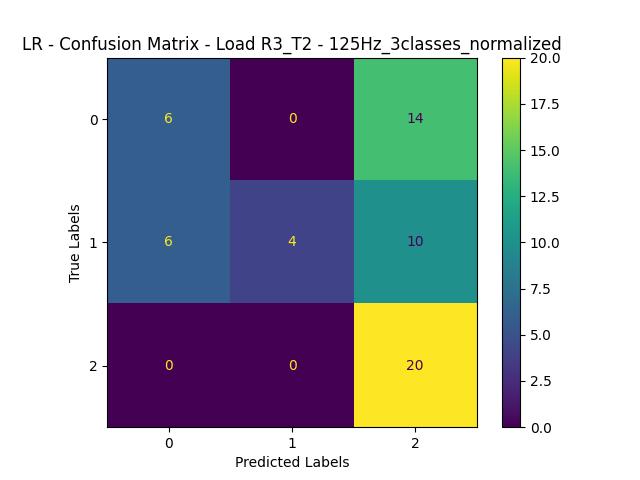 LR - Confusion Matrix - Load R3_T2 - 125Hz_3classes_normalized
20.0
17.5
15.0
12.5
10.0
7.5
5.0
2.5
0.0
True Labels
0
6 0 14
1
6 4 10
2
0 0 20
0 1 2
Predicted Labels